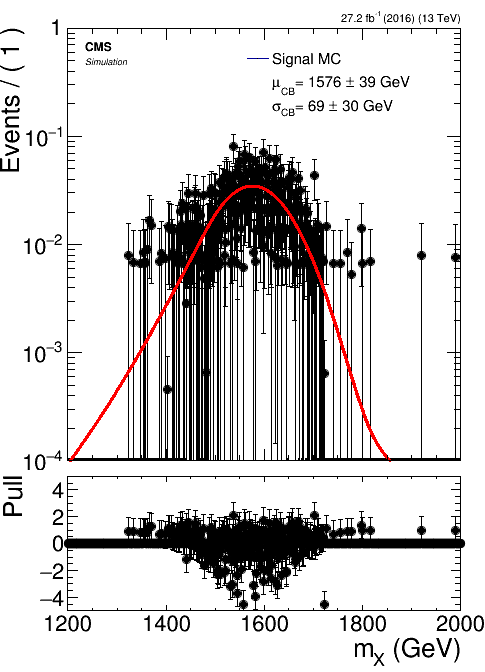 27.2 fb⁻¹ (2016) (13 TeV)
CMS
Simulation
Signal MC
μ_CB = 1576 ± 39 GeV
σ_CB = 69 ± 30 GeV
Events / ( 1 )
1
10⁻¹
10⁻²
10⁻³
10⁻⁴
Pull
4
2
0
−2
−4
1200 1400 1600 1800 2000
m_X (GeV)